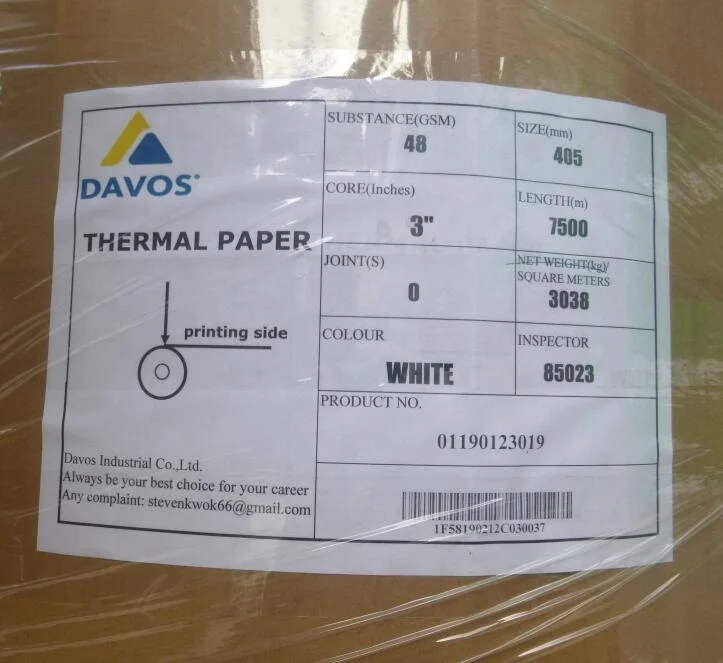 DAVOS®
THERMAL PAPER
printing side
Davos Industrial Co.,Ltd.
Always be your best choice for your career
Any complaint: stevenkwok66@gmail.com
SUBSTANCE(GSM)
48
SIZE(mm)
405
CORE(Inches)
3"
LENGTH(m)
7500
JOINT(S)
0
NET WEIGHT(kg)/
SQUARE METERS
3038
COLOUR
WHITE
INSPECTOR
85023
PRODUCT NO.
01190123019
1F58190212C030037